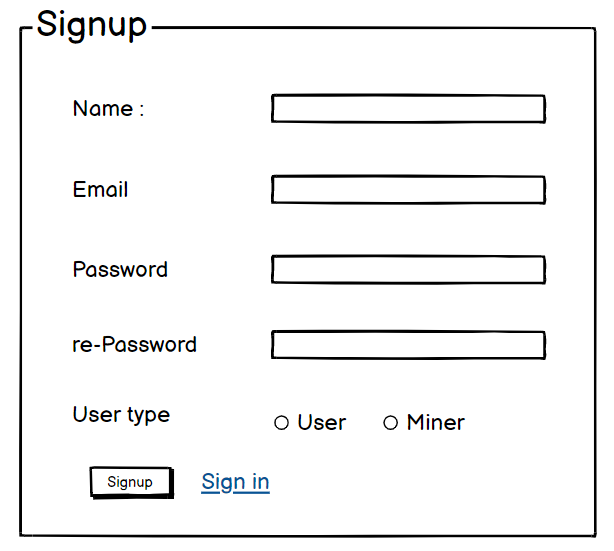 Signup
Name :
Email
Password
re-Password
User type
User Miner
Signup Sign in